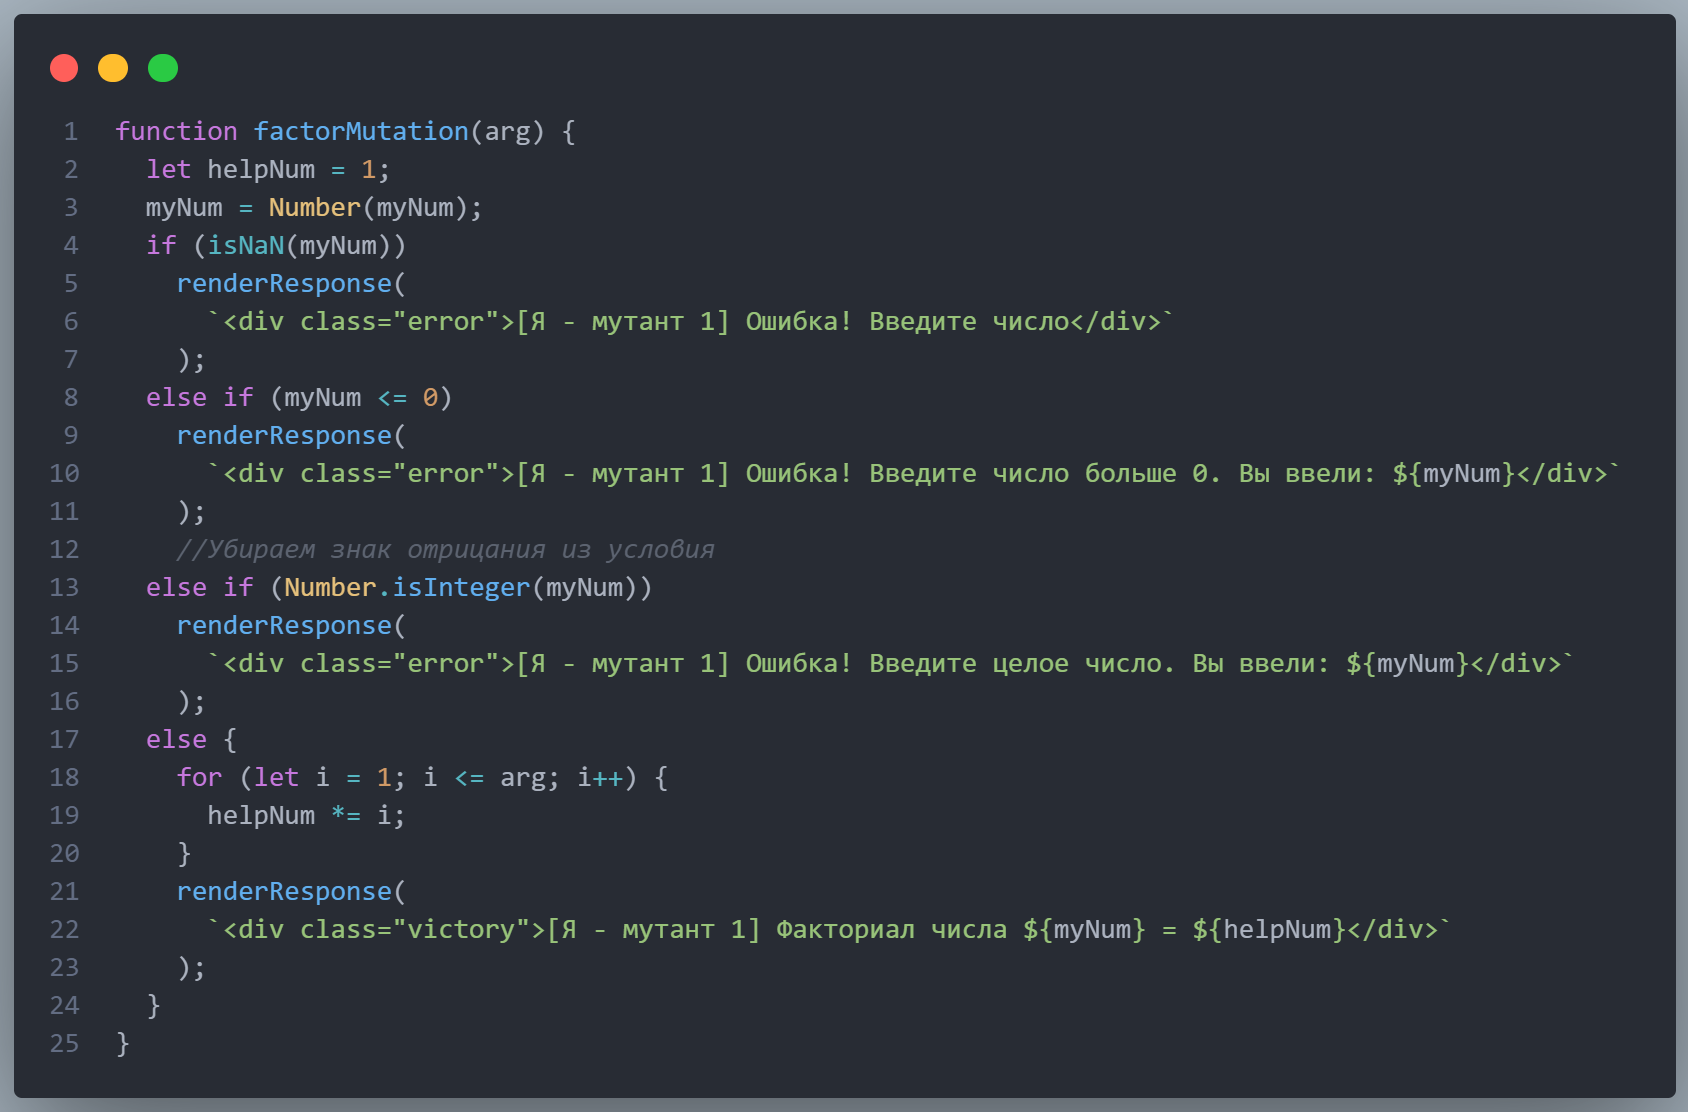 1 function factorMutation(arg) {
2   let helpNum = 1;
3   myNum = Number(myNum);
4   if (isNaN(myNum))
5     renderResponse(
6       `<div class="error">[Я - мутант 1] Ошибка! Введите число</div>`
7     );
8   else if (myNum <= 0)
9     renderResponse(
10       `<div class="error">[Я - мутант 1] Ошибка! Введите число больше 0. Вы ввели: ${myNum}</div>`
11     );
12     //Убираем знак отрицания из условия
13   else if (Number.isInteger(myNum))
14     renderResponse(
15       `<div class="error">[Я - мутант 1] Ошибка! Введите целое число. Вы ввели: ${myNum}</div>`
16     );
17   else {
18     for (let i = 1; i <= arg; i++) {
19       helpNum *= i;
20     }
21     renderResponse(
22       `<div class="victory">[Я - мутант 1] Факториал числа ${myNum} = ${helpNum}</div>`
23     );
24   }
25 }